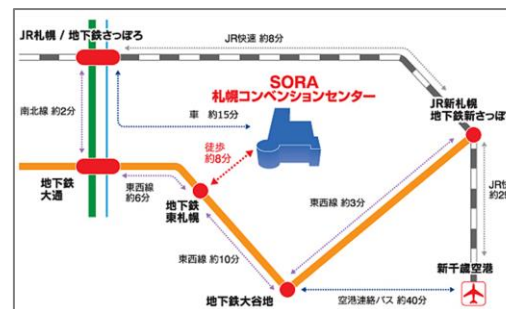 JR札幌 / 地下鉄さっぽろ
JR快速 約8分
SORA
札幌コンベンションセンター
JR新札幌
地下鉄新さっぽ
南北線 約2分
車 約15分
徒歩
約8分
地下鉄
大通
東西線
約6分
地下鉄
東札幌
東西線 約3分
JR快
約2
東西線 約10分
新千歳空港
地下鉄大谷地
空港連絡バス 約40分